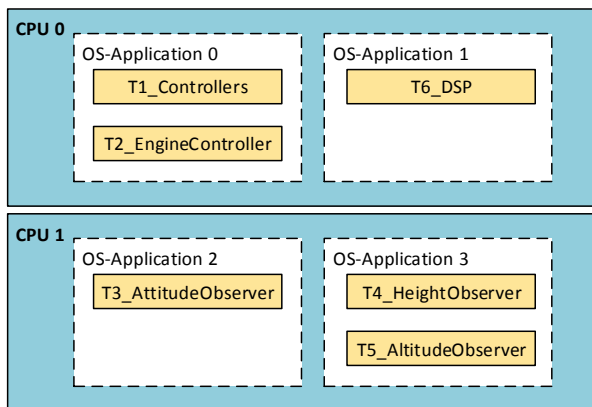 CPU 0
OS-Application 0
T1_Controllers
T2_EngineController
OS-Application 1
T6_DSP
CPU 1
OS-Application 2
T3_AttitudeObserver
OS-Application 3
T4_HeightObserver
T5_AltitudeObserver